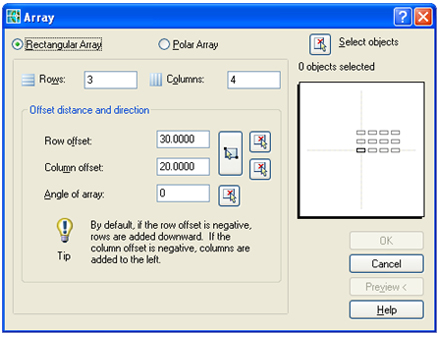 Array
Rectangular Array
Polar Array
Select objects
0 objects selected
Rows: 3
Columns: 4
Offset distance and direction
Row offset: 30.0000
Column offset: 20.0000
Angle of array: 0
By default, if the row offset is negative,
rows are added downward. If the
column offset is negative, columns are
added to the left.
Tip
OK
Cancel
Preview <
Help